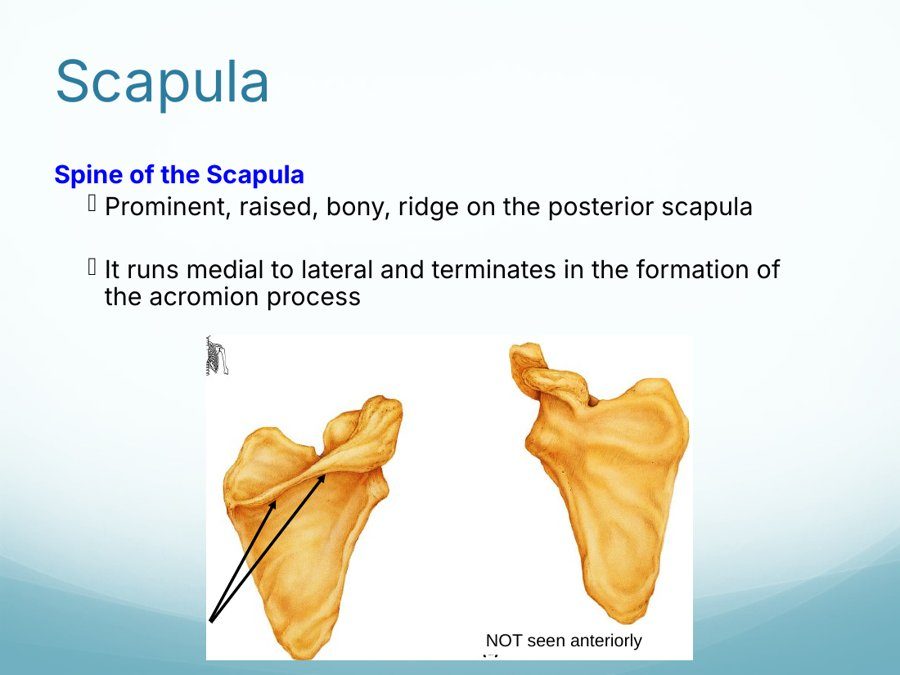 Scapula
Spine of the Scapula
Prominent, raised, bony, ridge on the posterior scapula
It runs medial to lateral and terminates in the formation of
the acromion process
NOT seen anteriorly